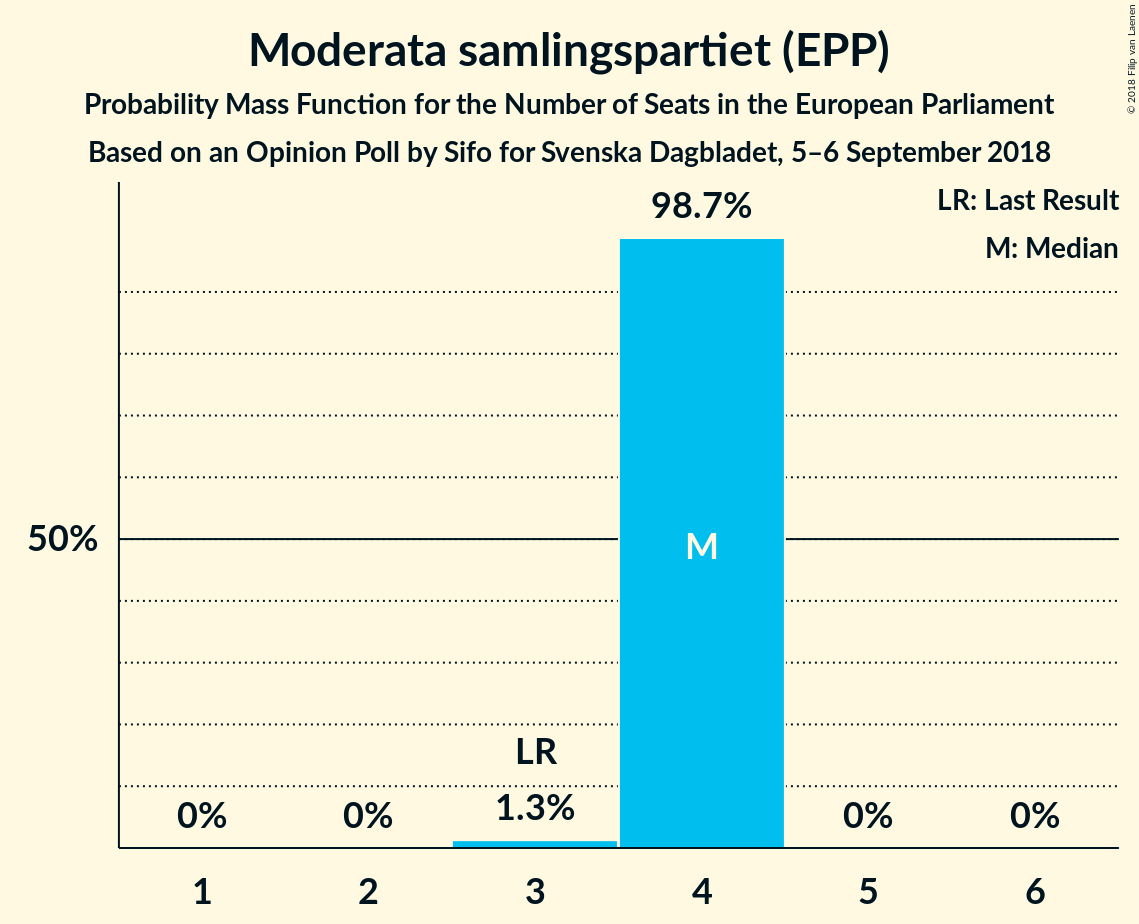 Moderata samlingspartiet (EPP)
Probability Mass Function for the Number of Seats in the European Parliament
Based on an Opinion Poll by Sifo for Svenska Dagbladet, 5–6 September 2018
© 2018 Filip van Laenen
LR: Last Result
M: Median
98.7%
50%
M
LR
0%
0%
1.3%
0%
0%
1
2
3
4
5
6